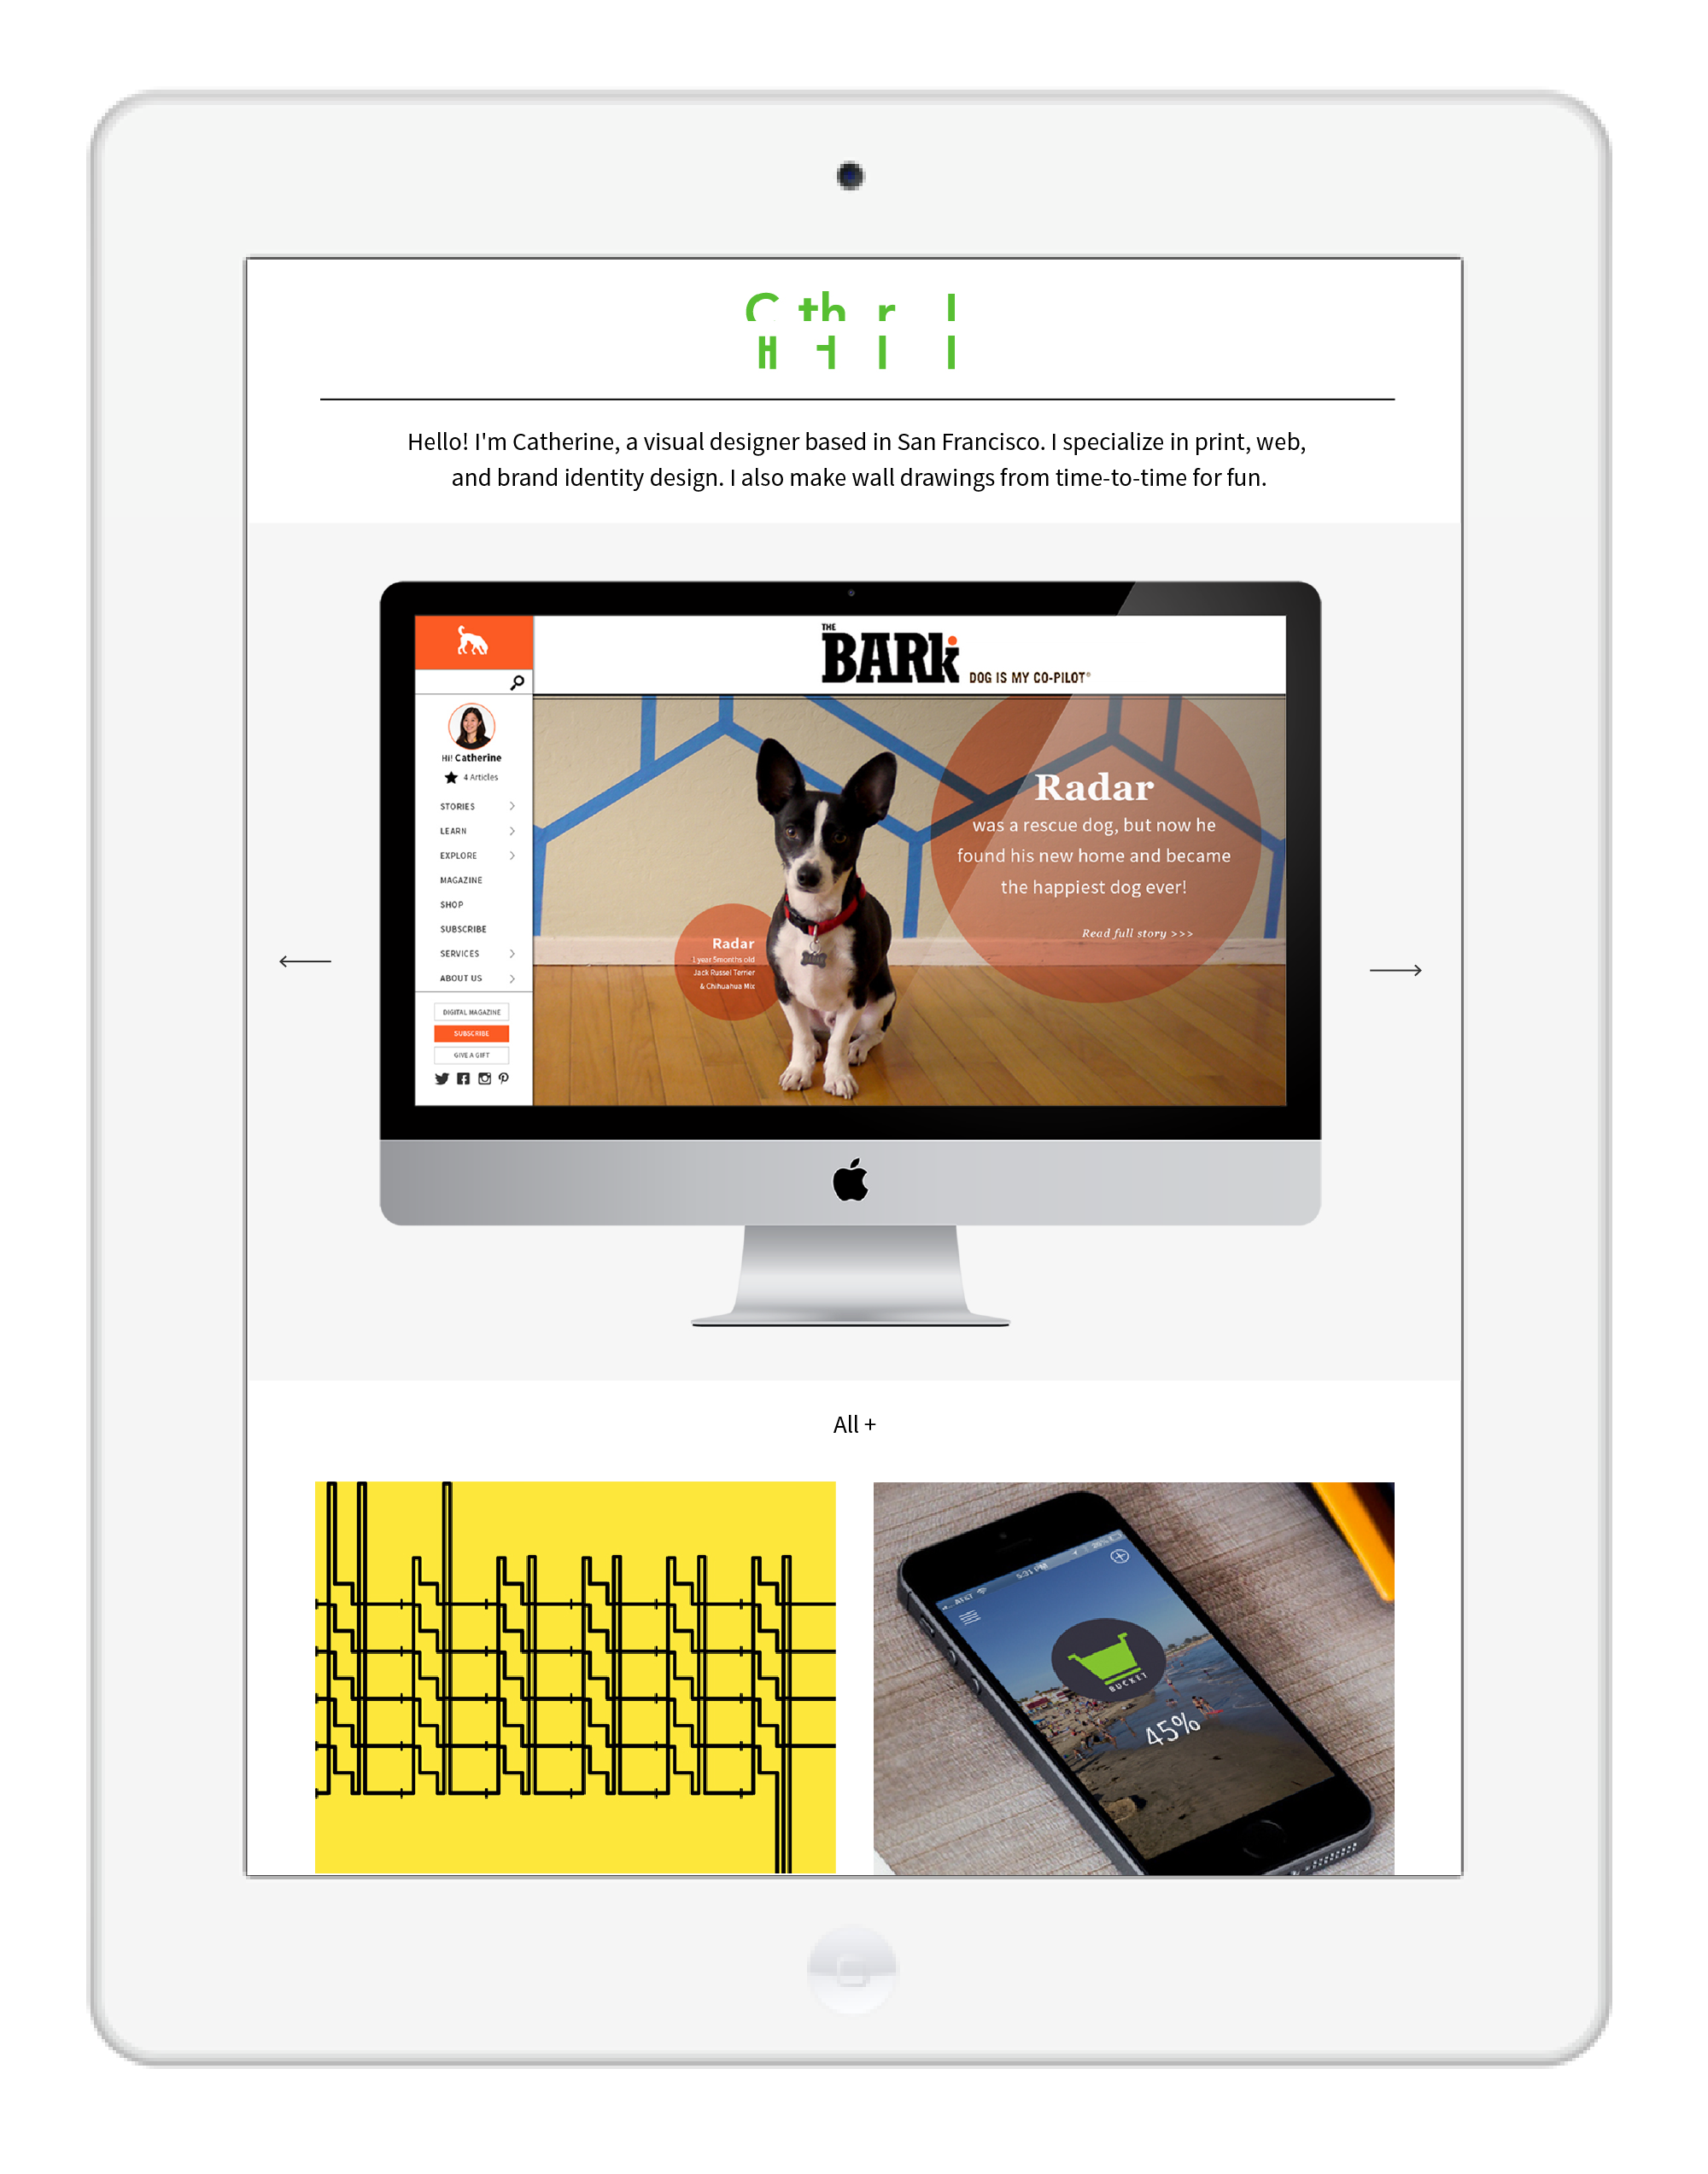 Hello! I'm Catherine, a visual designer based in San Francisco. I specialize in print, web,
and brand identity design. I also make wall drawings from time-to-time for fun.
THE
BARk
DOG IS MY CO-PILOT®
Hi! Catherine
4 Articles
STORIES
LEARN
EXPLORE
MAGAZINE
SHOP
SUBSCRIBE
SERVICES
ABOUT US
DIGITAL MAGAZINE
SUBSCRIBE
GIVE A GIFT
Radar
was a rescue dog, but now he
found his new home and became
the happiest dog ever!
Read full story >>>
Radar
1 year 5months old
Jack Russel Terrier
& Chihuahua Mix
All +
AT&T 5:31 PM
BUCKET
45%